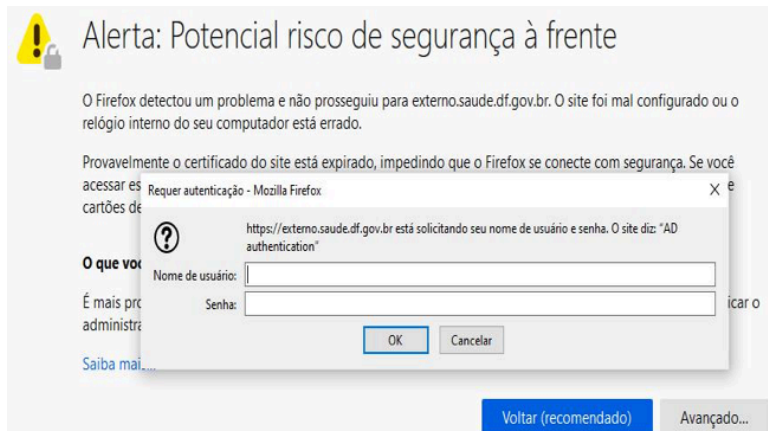 Alerta: Potencial risco de segurança à frente
O Firefox detectou um problema e não prosseguiu para externo.saude.df.gov.br. O site foi mal configurado ou o
relógio interno do seu computador está errado.
Provavelmente o certificado do site está expirado, impedindo que o Firefox se conecte com segurança. Se você
acessar es
e
cartões de
Requer autenticação - Mozilla Firefox
X
https://externo.saude.df.gov.br está solicitando seu nome de usuário e senha. O site diz: "AD
authentication"
O que voc
Nome de usuário:
É mais pro
icar o
Senha:
administra
OK
Cancelar
Saiba mai
Voltar (recomendado)
Avançado...